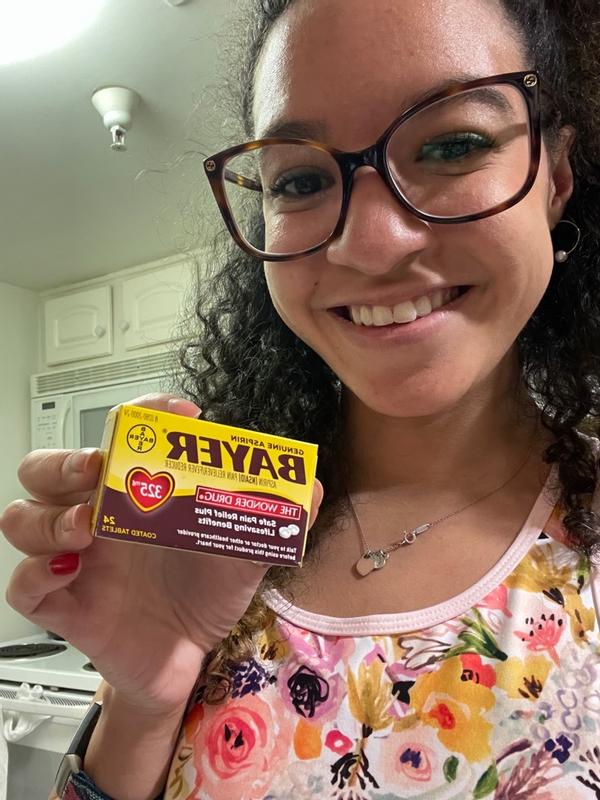 GENUINE ASPIRIN
BAYER®
BAYER
BAYER
ASPIRIN (NSAID) PAIN RELIEVER/FEVER REDUCER
325 mg
THE WONDER DRUG®
Safe Pain Relief Plus
Lifesaving Benefits
Talk to your doctor or other healthcare provider
before using this product for your heart.
24
COATED TABLETS